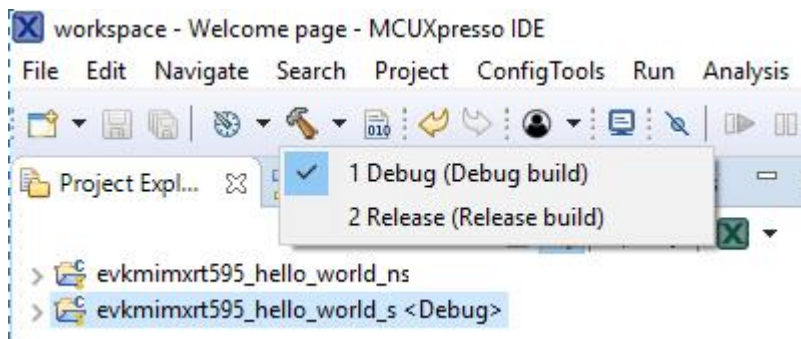 workspace - Welcome page - MCUXpresso IDE
File Edit Navigate Search Project ConfigTools Run Analysis
010
1 Debug (Debug build)
Project Expl...
2 Release (Release build)
evkmimxrt595_hello_world_ns
evkmimxrt595_hello_world_s <Debug>